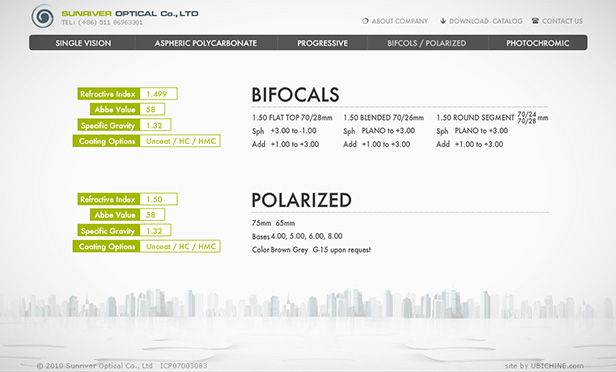 SUNRIVER OPTICAL Co., LTD
TEL: (+86) 511 86963301
ABOUT COMPANY DOWNLOAD CATALOG CONTACT US
SINGLE VISION ASPHERIC POLYCARBONATE PROGRESSIVE BIFCOLS / POLARIZED PHOTOCHROMIC
BIFOCALS
Refractive Index 1.499
Abbe Value 58
Specific Gravity 1.32
Coating Options Uncoat / HC / HMC
1.50 FLAT TOP 70/28mm 1.50 BLENDED 70/26mm 1.50 ROUND SEGMENT 70/24 70/28 mm
Sph +3.00 to -1.00 Sph PLANO to +3.00 Sph PLANO to +3.00
Add +1.00 to +3.00 Add +1.00 to +3.00 Add +1.00 to +3.00
POLARIZED
Refractive Index 1.50
Abbe Value 58
Specific Gravity 1.32
Coating Options Uncoat / HC / HMC
75mm 65mm
Bases 4.00, 5.00, 6.00, 8.00
Color Brown Grey G-15 upon request
© 2010 Sunriver Optical Co., Ltd ICP07003083 site by UBICHINE.com